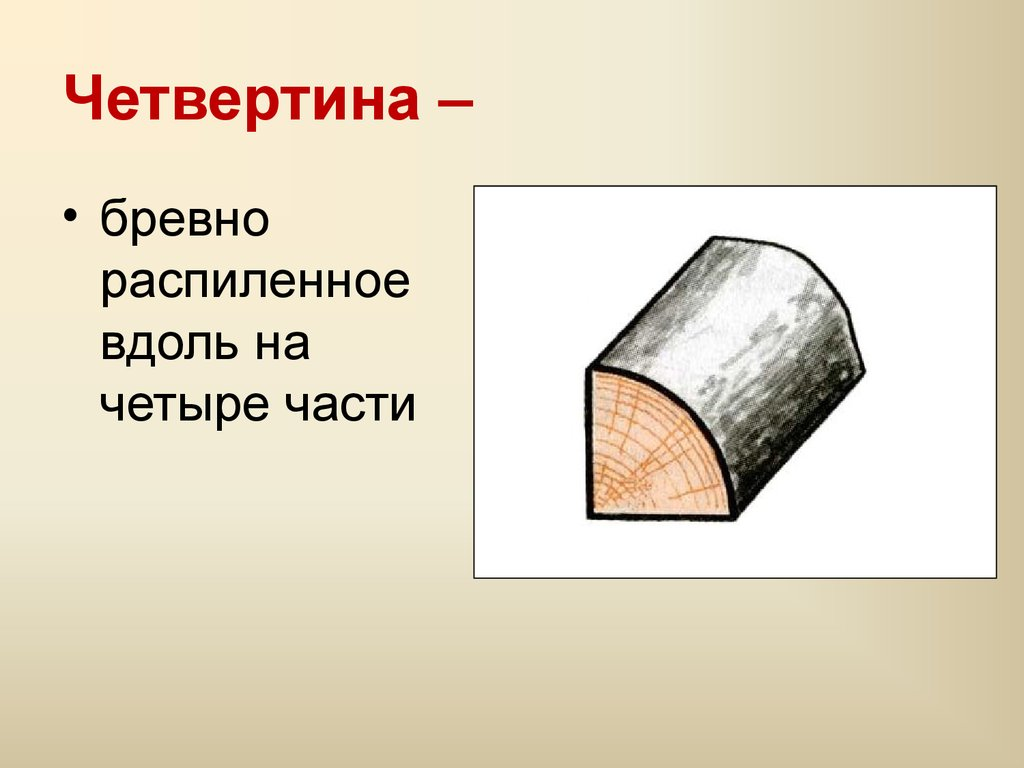 Четвертина –
• бревно
распиленное
вдоль на
четыре части